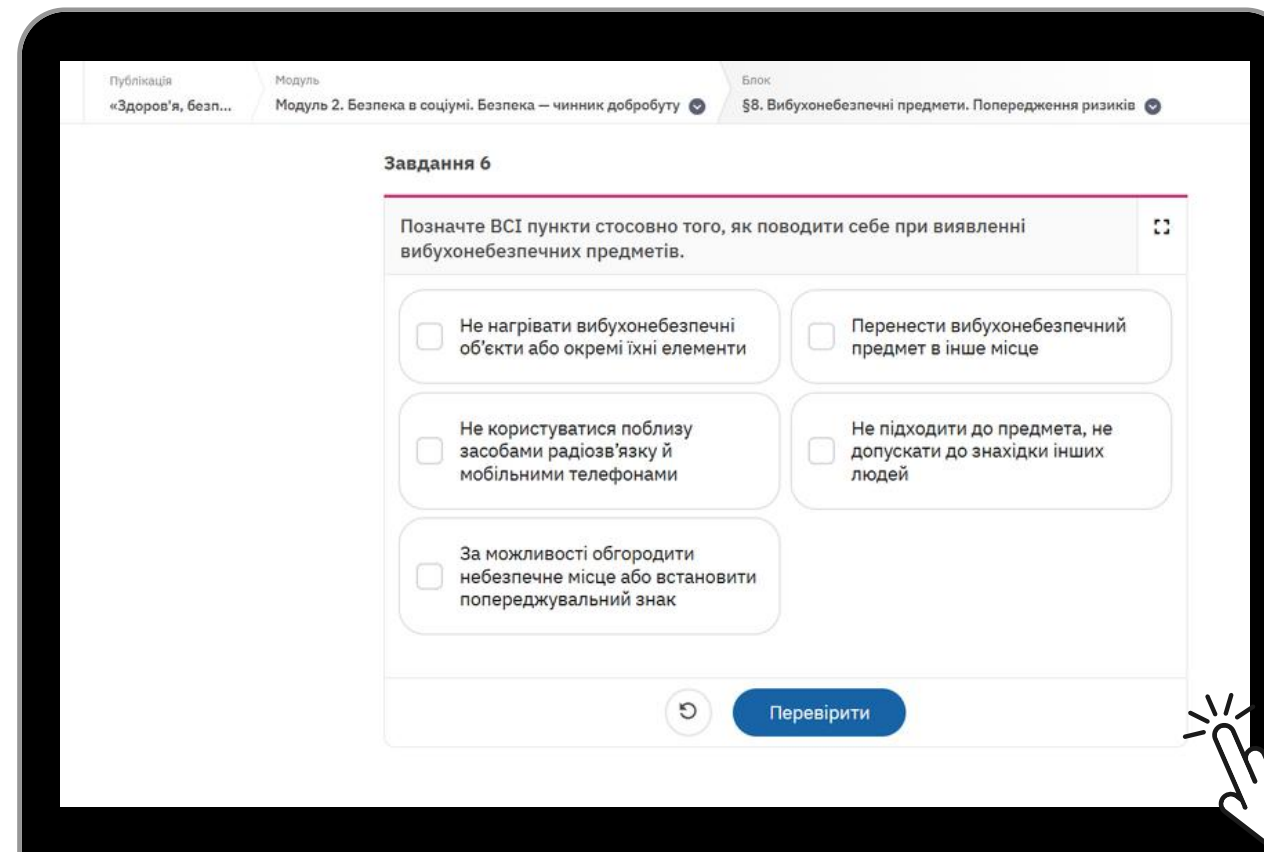 Публікація
«Здоров'я, безп...
Модуль
Модуль 2. Безпека в соціумі. Безпека — чинник добробуту
Блок
§8. Вибухонебезпечні предмети. Попередження ризиків
Завдання 6
Позначте ВСІ пункти стосовно того, як поводити себе при виявленні
вибухонебезпечних предметів.
Не нагрівати вибухонебезпечні
об'єкти або окремі їхні елементи
Перенести вибухонебезпечний
предмет в інше місце
Не користуватися поблизу
засобами радіозв'язку й
мобільними телефонами
Не підходити до предмета, не
допускати до знахідки інших
людей
За можливості обгородити
небезпечне місце або встановити
попереджувальний знак
Перевірити